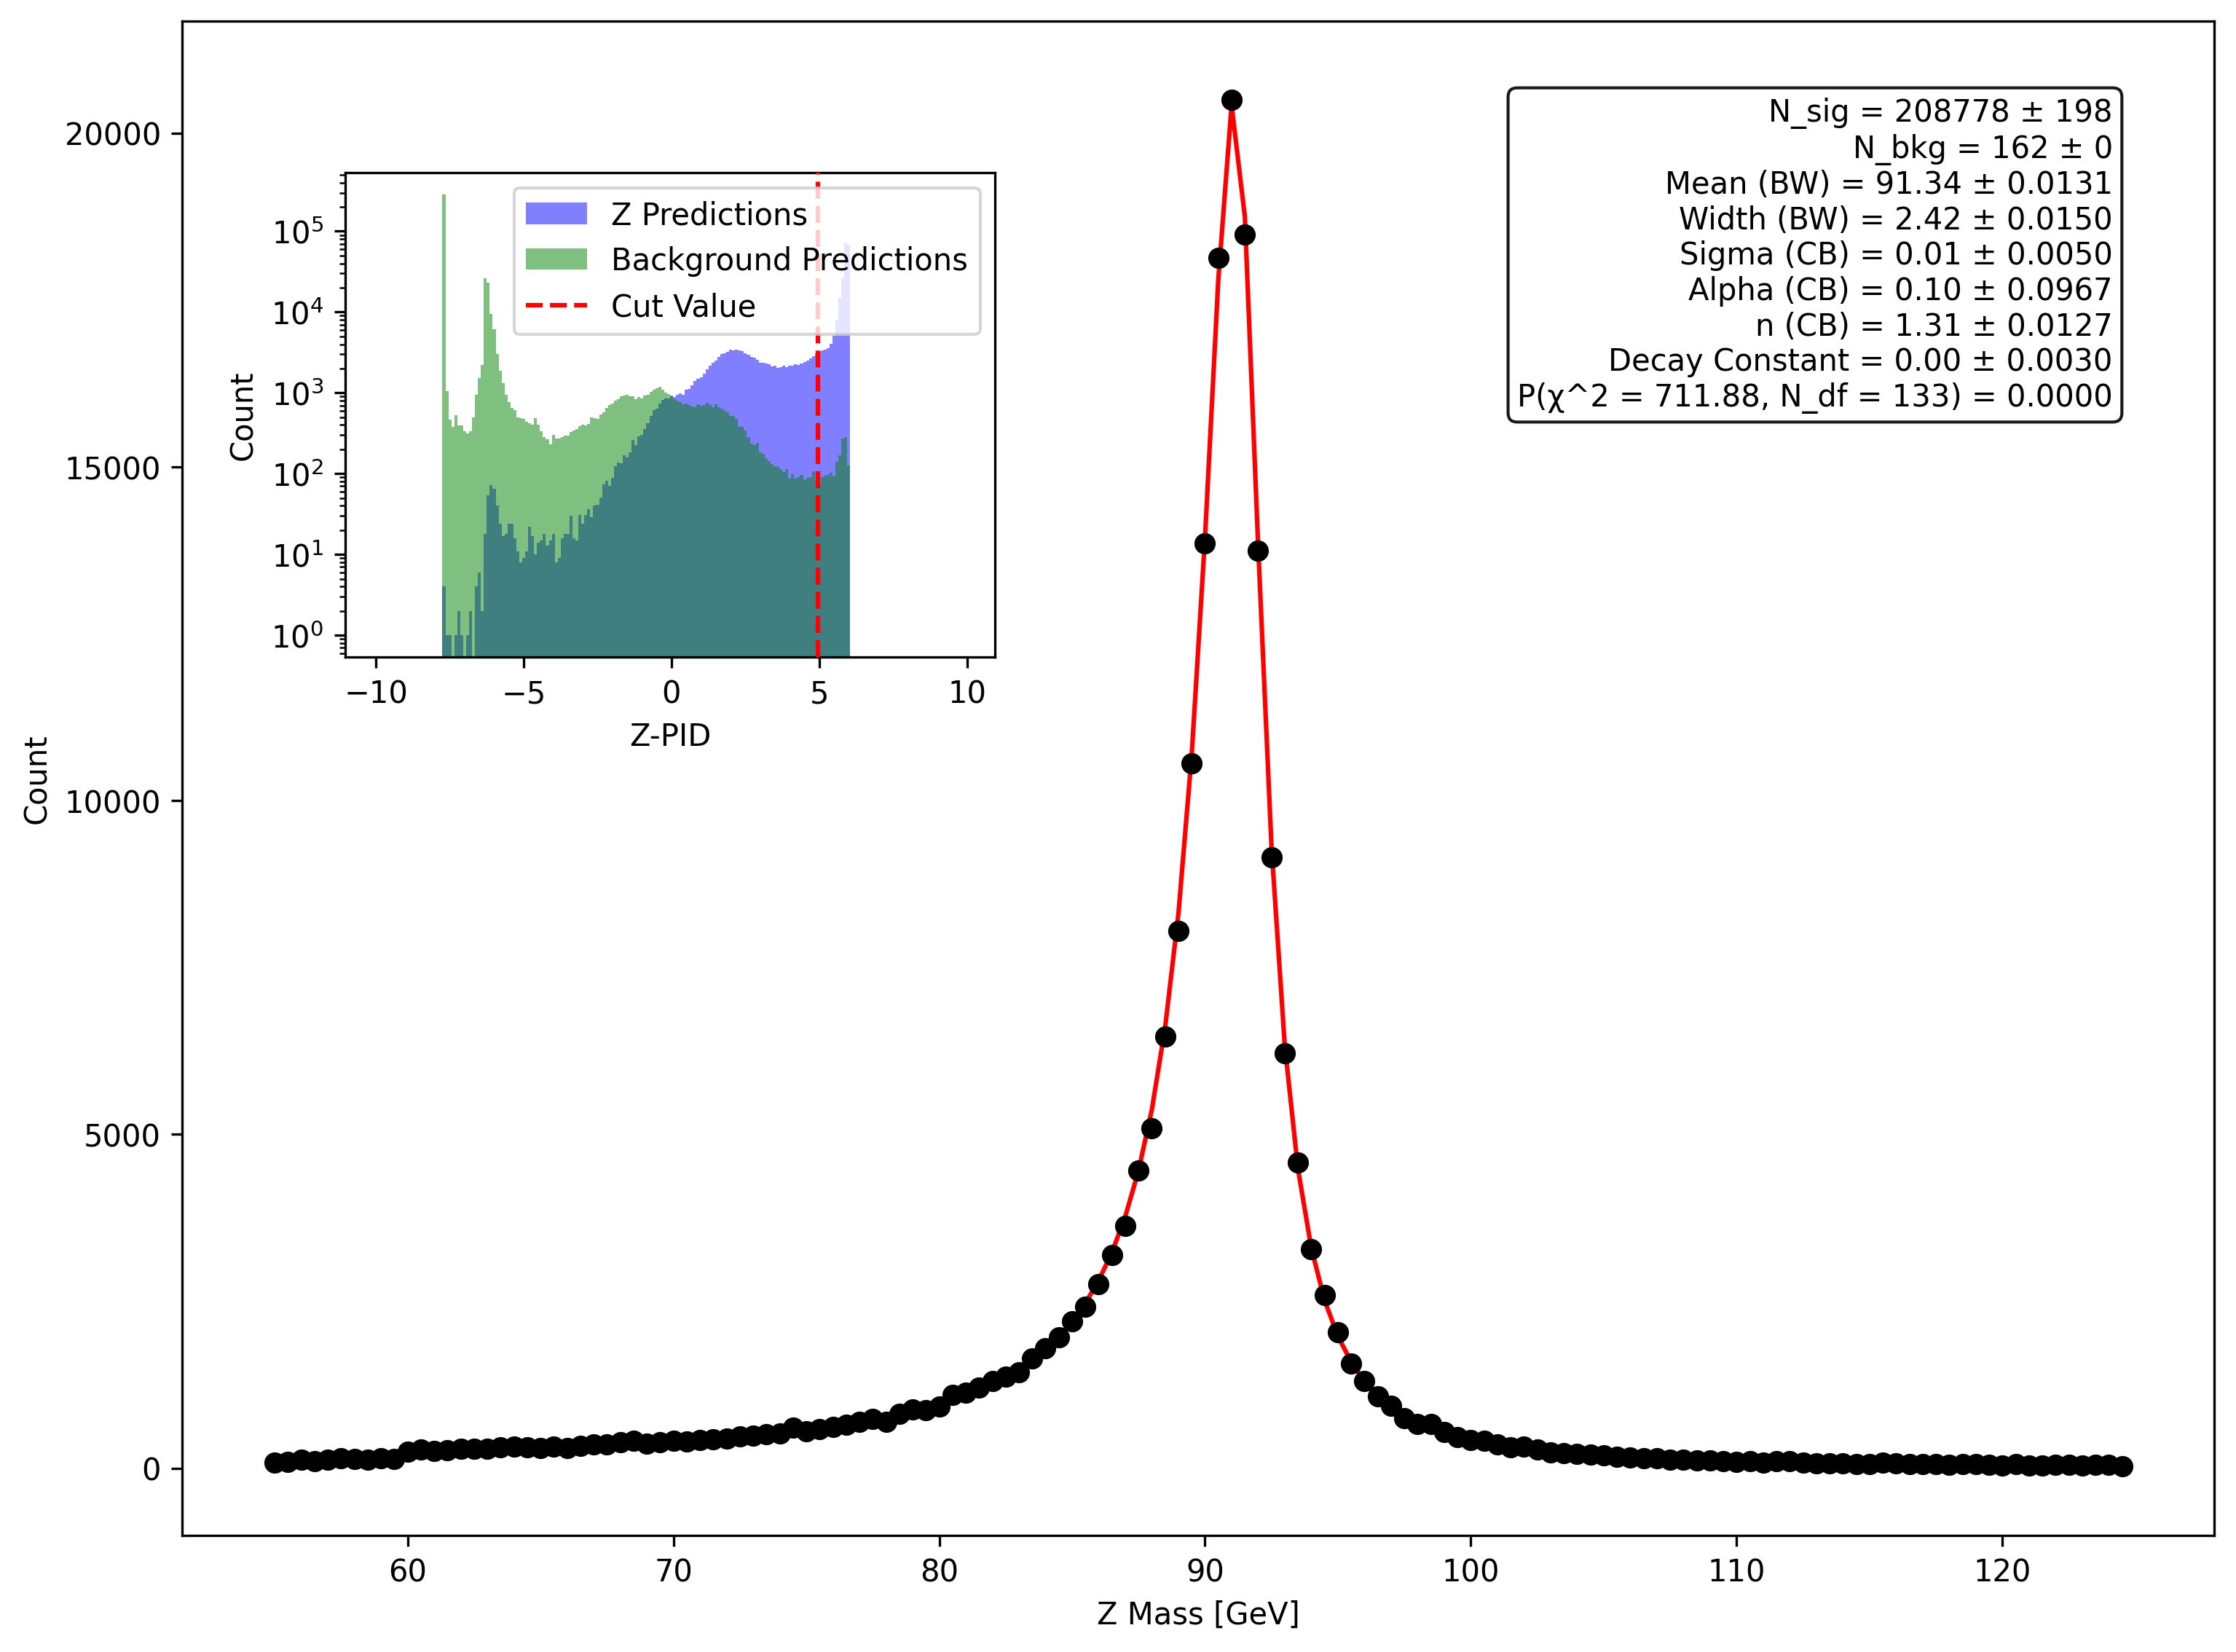 N_sig = 208778 ± 198
N_bkg = 162 ± 0
Mean (BW) = 91.34 ± 0.0131
Width (BW) = 2.42 ± 0.0150
Sigma (CB) = 0.01 ± 0.0050
Alpha (CB) = 0.10 ± 0.0967
n (CB) = 1.31 ± 0.0127
Decay Constant = 0.00 ± 0.0030
P(χ^2 = 711.88, N_df = 133) = 0.0000
Z Predictions
Background Predictions
Cut Value
10⁵
10⁴
10³
10²
10¹
10⁰
Count
−10 −5 0 5 10
Z-PID
20000
15000
10000
5000
0
Count
60 70 80 90 100 110 120
Z Mass [GeV]